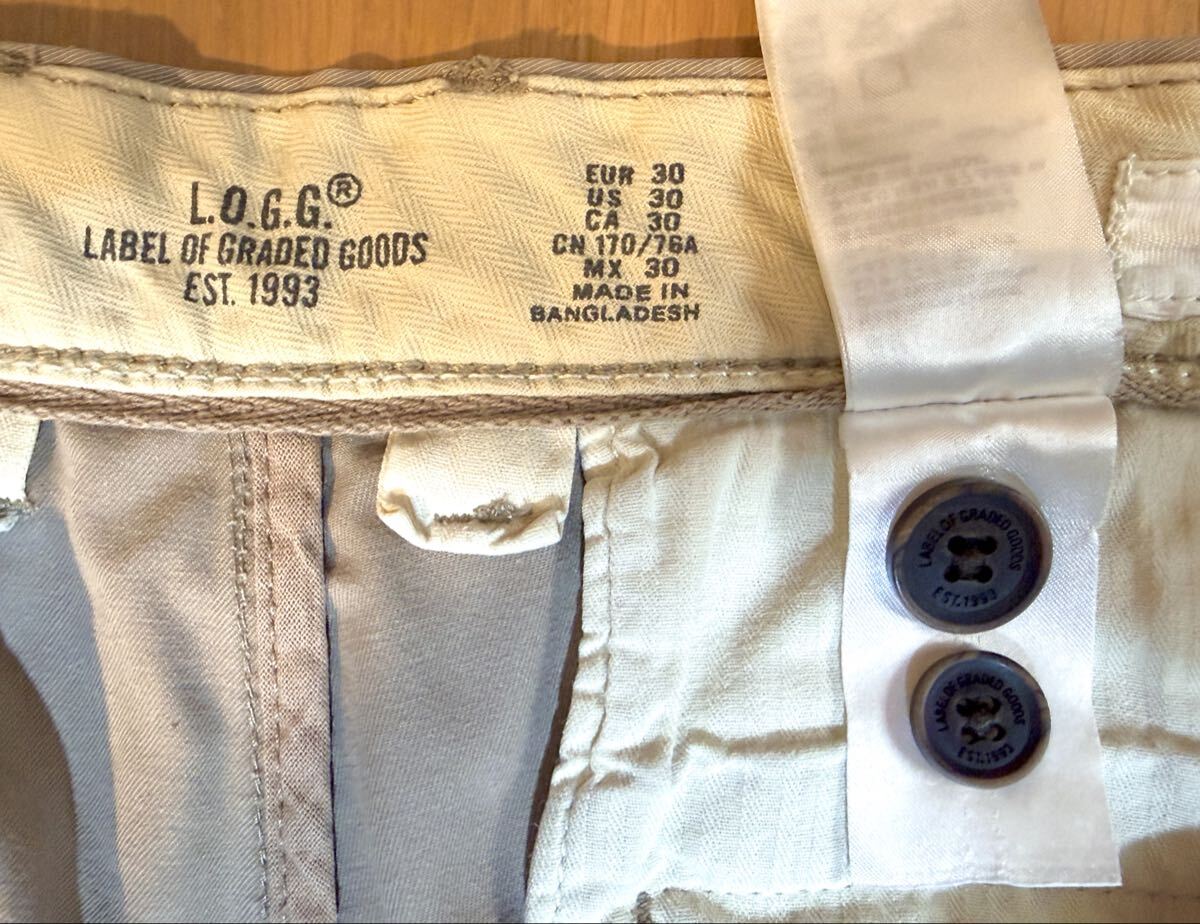 L.O.G.G.®
LABEL OF GRADED GOODS
EST. 1993
EUR 30
US 30
CA 30
CN 170/76A
MX 30
MADE IN
BANGLADESH
LABEL OF GRADED GOODS
EST.1993
LABEL OF GRADED GOODS
EST.1993